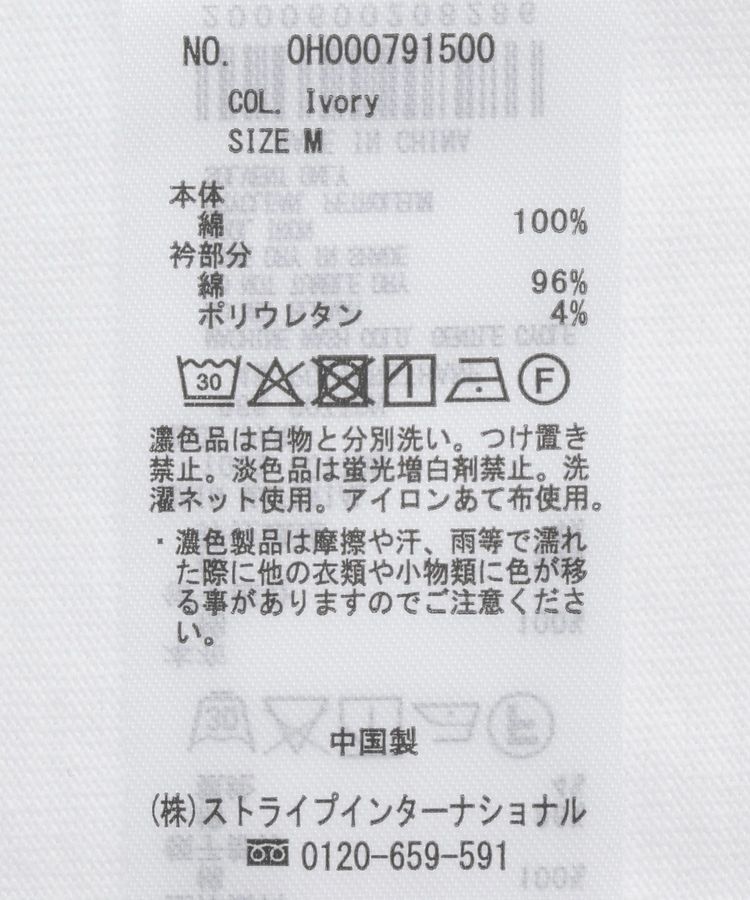 NO. 0H000791500
COL. Ivory
SIZE M
本体
綿 100%
衿部分
綿 96%
ポリウレタン 4%
30 F
濃色品は白物と分別洗い。つけ置き
禁止。淡色品は蛍光増白剤禁止。洗
濯ネット使用。アイロンあて布使用。
・濃色製品は摩擦や汗、雨等で濡れ
た際に他の衣類や小物類に色が移
る事がありますのでご注意くださ
い。
中国製
(株)ストライプインターナショナル
0120-659-591